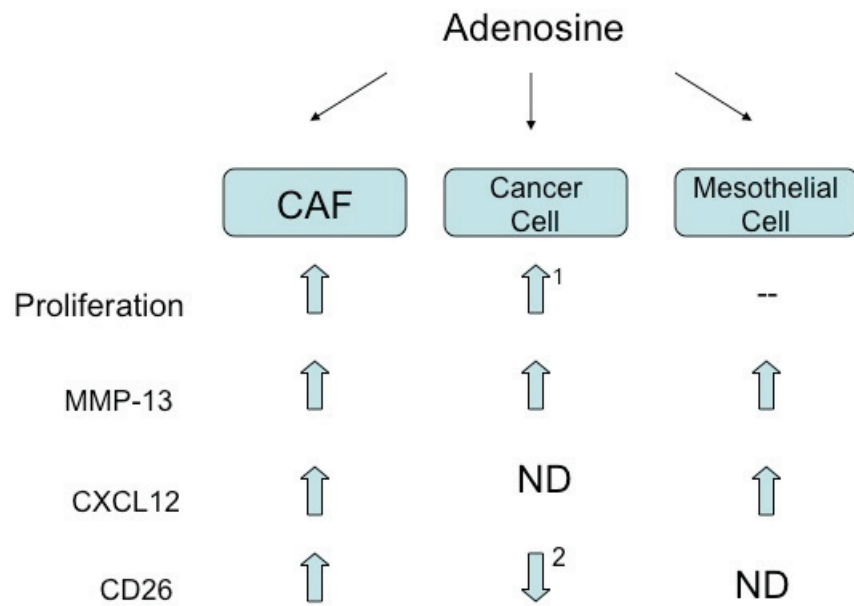 Adenosine
CAF
Cancer
Cell
Mesothelial
Cell
Proliferation
1
--
MMP-13
CXCL12
ND
CD26
2
ND